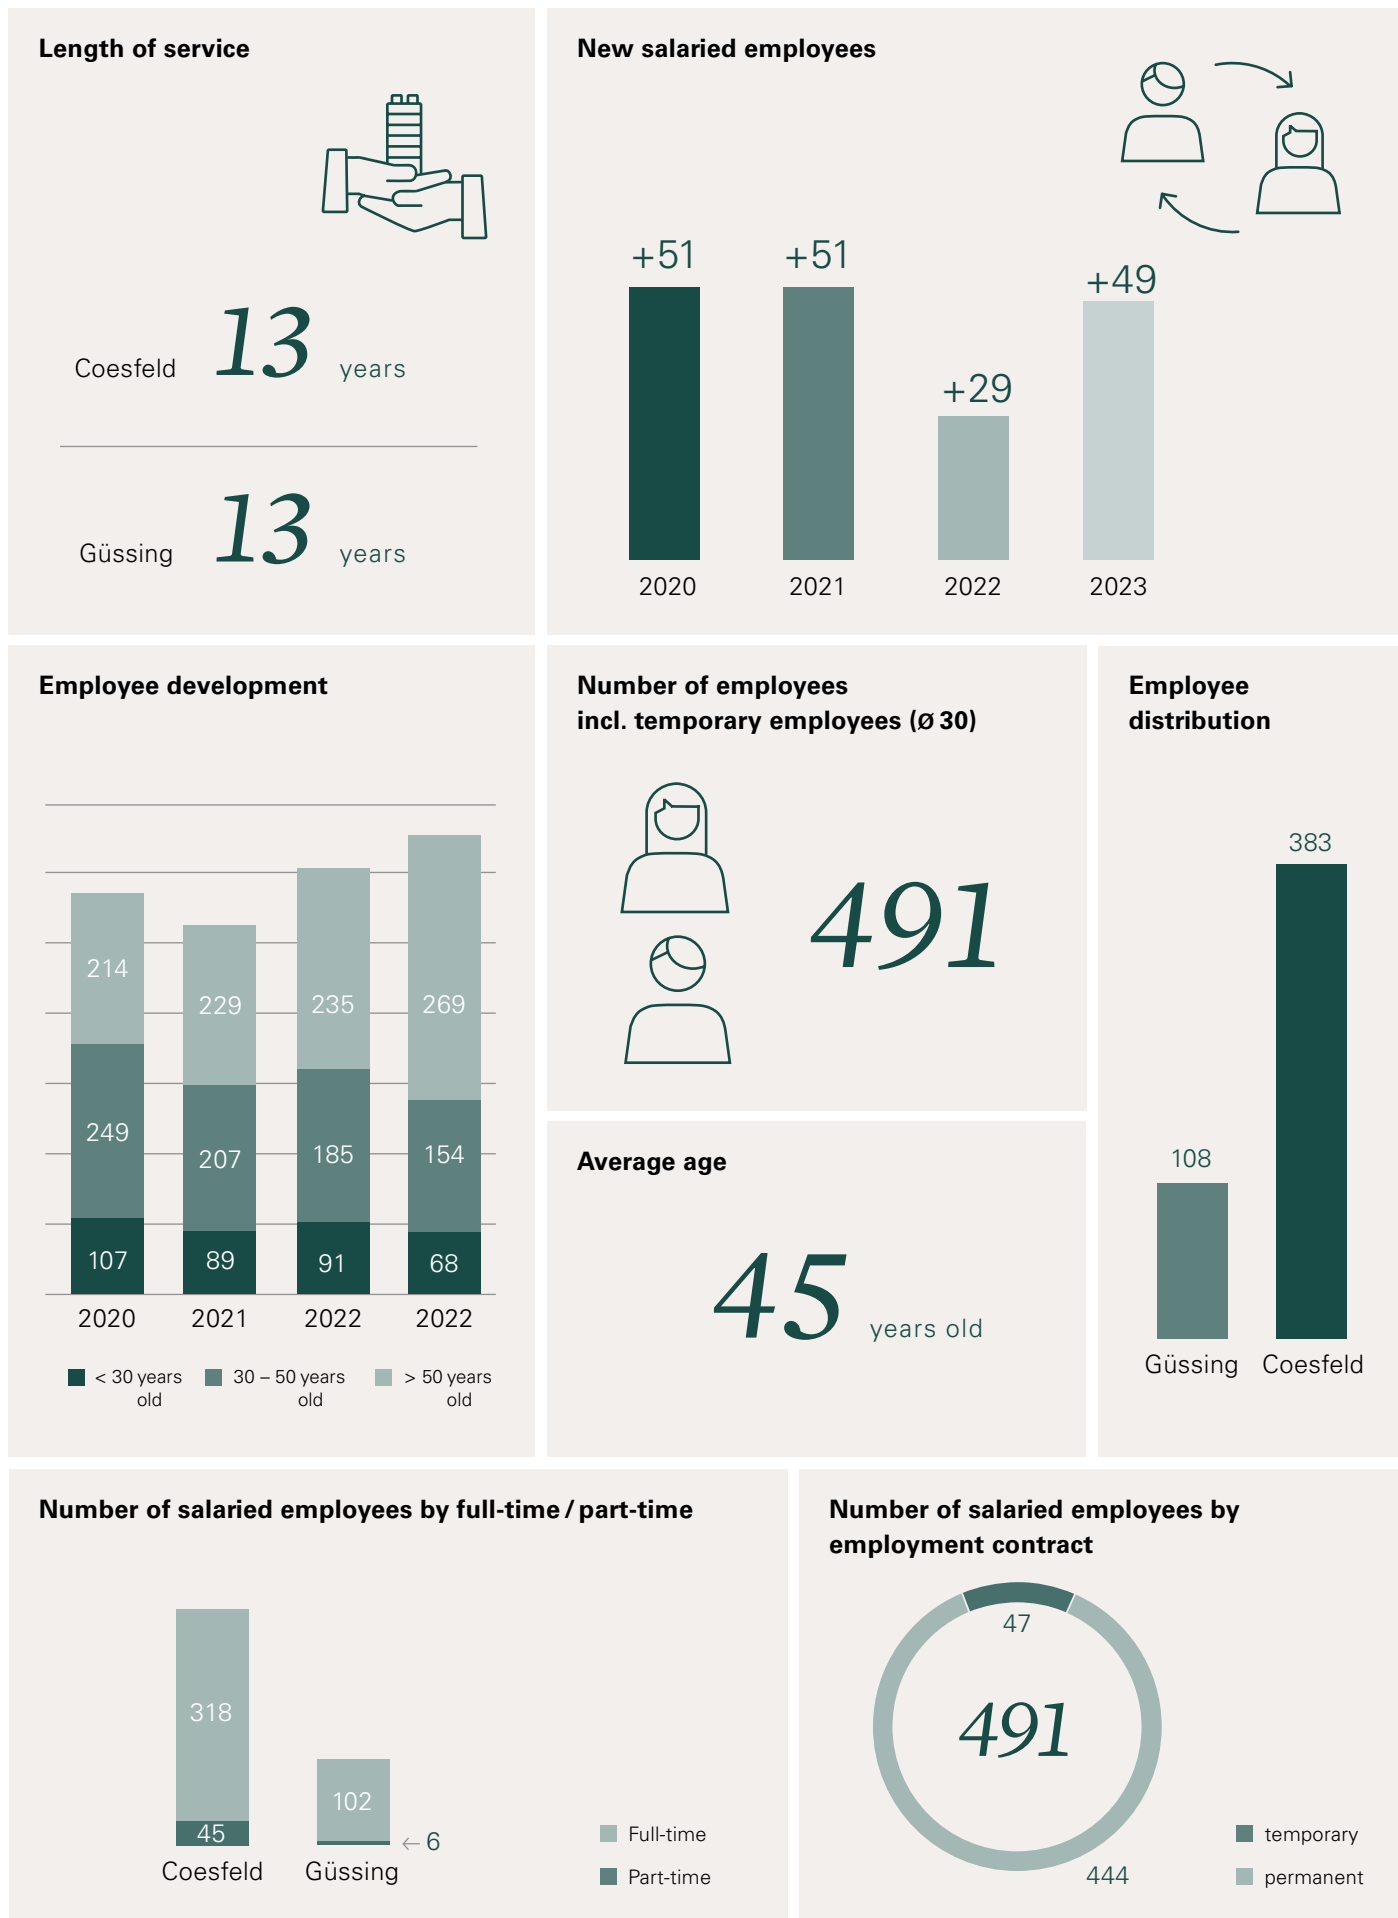 Length of service
Coesfeld 13 years
Güssing 13 years
New salaried employees
+51
+51
+29
+49
2020 2021 2022 2023
Employee development
214
229
235
269
249
207
185
154
107
89
91
68
2020 2021 2022 2022
< 30 years
old
30 – 50 years
old
> 50 years
old
Number of employees
incl. temporary employees (Ø 30)
491
Average age
45 years old
Employee
distribution
383
108
Güssing Coesfeld
Number of salaried employees by full-time / part-time
318
45
102
← 6
Coesfeld Güssing
Full-time
Part-time
Number of salaried employees by
employment contract
47
491
444
temporary
permanent